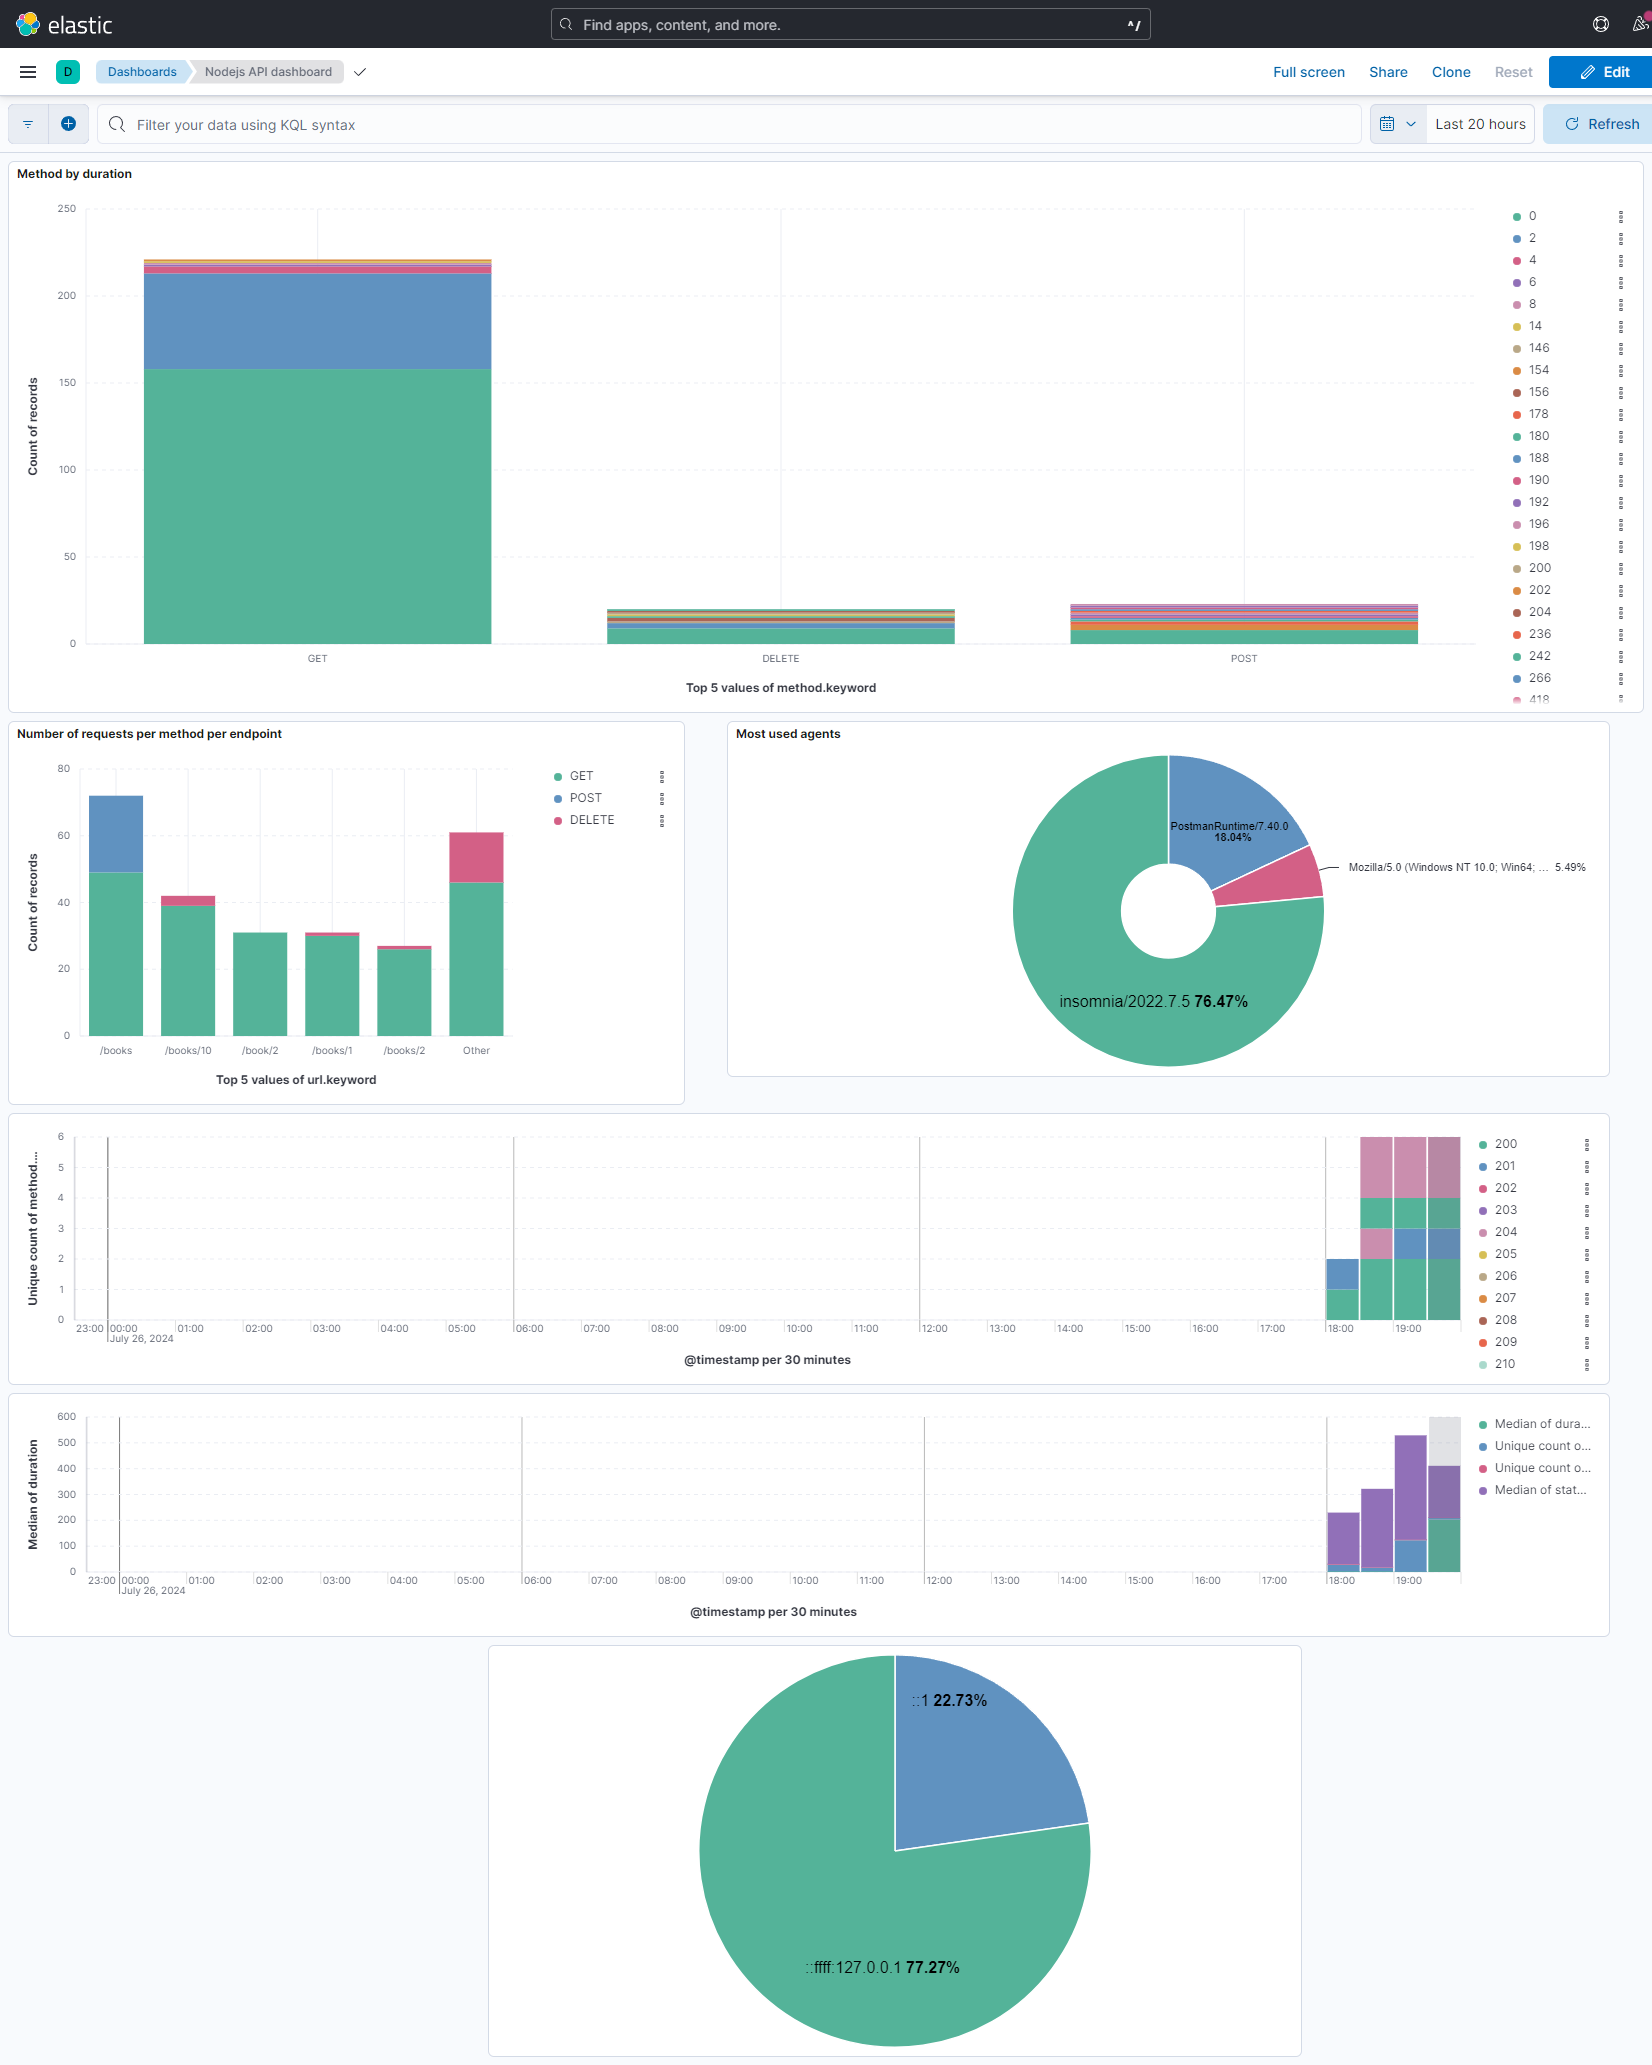 elastic
Find apps, content, and more.
^/
D
Dashboards
Nodejs API dashboard
Full screen
Share
Clone
Reset
Edit
Filter your data using KQL syntax
Last 20 hours
Refresh
Method by duration
250
200
150
100
50
0
Count of records
GET
DELETE
POST
Top 5 values of method.keyword
0
2
4
6
8
14
146
154
156
178
180
188
190
192
196
198
200
202
204
236
242
266
418
Number of requests per method per endpoint
80
60
40
20
0
Count of records
/books
/books/10
/book/2
/books/1
/books/2
Other
Top 5 values of url.keyword
GET
POST
DELETE
Most used agents
PostmanRuntime/7.40.0
18.04%
Mozilla/5.0 (Windows NT 10.0; Win64; ... 5.49%
insomnia/2022.7.5 76.47%
6
5
4
3
2
1
0
Unique count of method....
23:00 00:00 01:00 02:00 03:00 04:00 05:00 06:00 07:00 08:00 09:00 10:00 11:00 12:00 13:00 14:00 15:00 16:00 17:00 18:00 19:00
July 26, 2024
@timestamp per 30 minutes
200
201
202
203
204
205
206
207
208
209
210
600
500
400
300
200
100
0
Median of duration
23:00 00:00 01:00 02:00 03:00 04:00 05:00 06:00 07:00 08:00 09:00 10:00 11:00 12:00 13:00 14:00 15:00 16:00 17:00 18:00 19:00
July 26, 2024
@timestamp per 30 minutes
Median of dura...
Unique count o...
Unique count o...
Median of stat...
::1 22.73%
::ffff:127.0.0.1 77.27%